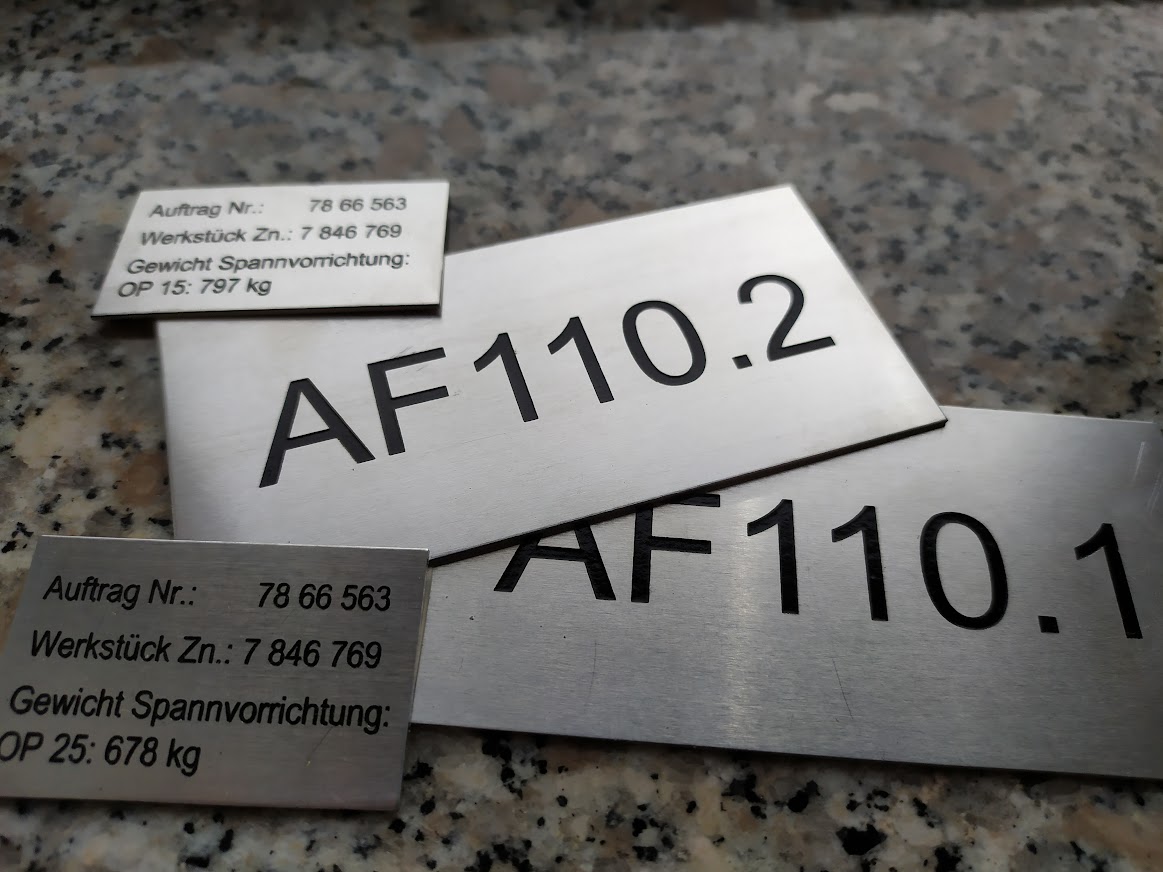 Auftrag Nr.: 78 66 563
Werkstück Zn.: 7 846 769
Gewicht Spannvorrichtung:
OP 15: 797 kg
AF110.2
AF110.1
Auftrag Nr.: 78 66 563
Werkstück Zn.: 7 846 769
Gewicht Spannvorrichtung:
OP 25: 678 kg